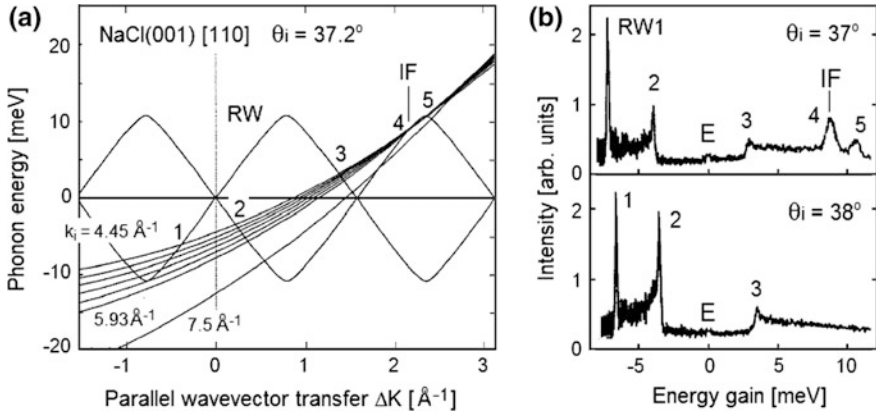 (a)
NaCl(001) [110] θi = 37.2°
IF
RW
5
4
3
2
1
ki = 4.45 Å-1
5.93 Å-1
7.5 Å-1
20
10
0
-10
-20
Phonon energy [meV]
-1 0 1 2 3
Parallel wavevector transfer ΔK [Å-1]
(b)
RW1
θi = 37°
IF
2
E
3
4
5
2
1
0
1
θi = 38°
2
E
3
2
1
0
Intensity [arb. units]
-5 0 5 10
Energy gain [meV]